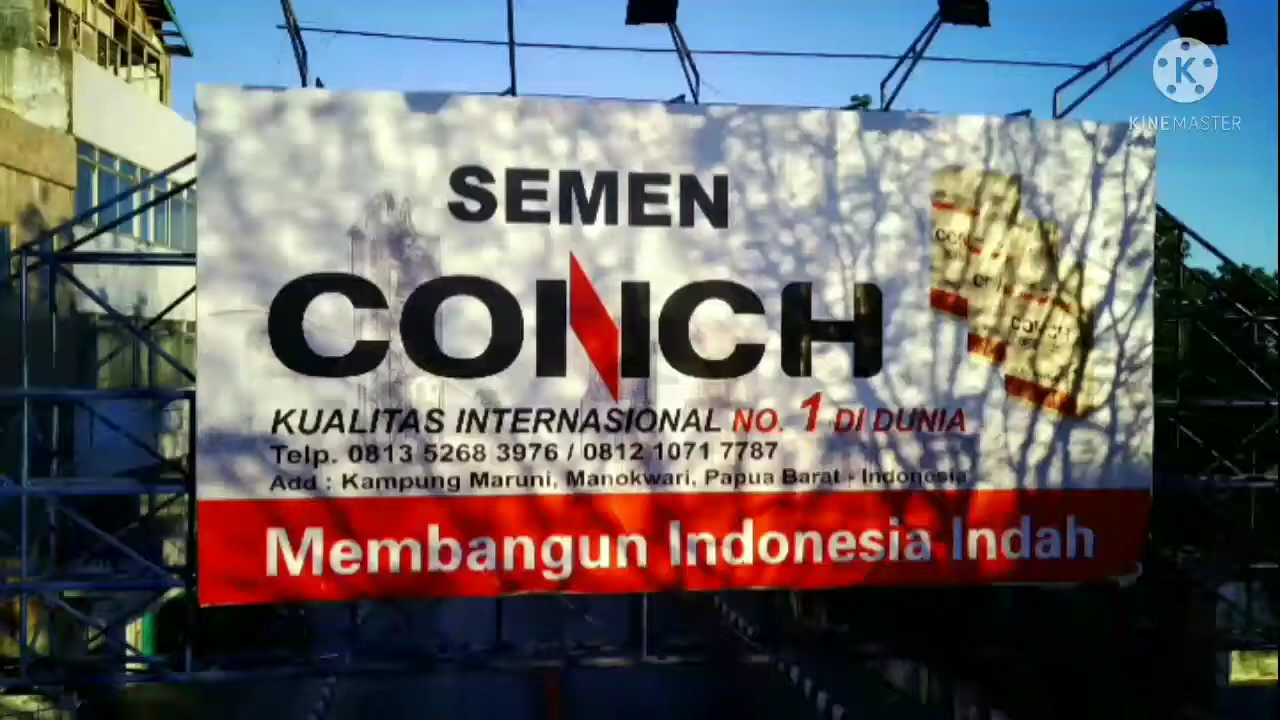 KINEMASTER
SEMEN
CONCH
KUALITAS INTERNASIONAL NO. 1 DI DUNIA
Telp. 0813 5268 3976 / 0812 1071 7787
Add : Kampung Maruni, Manokwari, Papua Barat - Indonesia
Membangun Indonesia Indah
CONCH